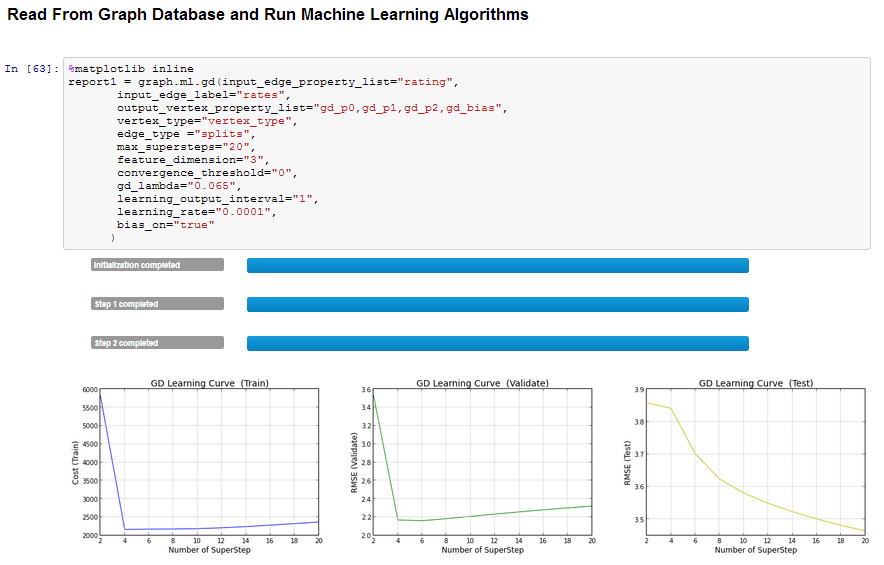 Read From Graph Database and Run Machine Learning Algorithms
In [63]: %matplotlib inline
report1 = graph.ml.gd(input_edge_property_list="rating",
input_edge_label="rates",
output_vertex_property_list="gd_p0,gd_p1,gd_p2,gd_bias",
vertex_type="vertex_type",
edge_type ="splits",
max_supersteps="20",
feature_dimension="3",
convergence_threshold="0",
gd_lambda="0.065",
learning_output_interval="1",
learning_rate="0.0001",
bias_on="true"
)
Initialization completed
Step 1 completed
Step 2 completed
GD Learning Curve (Train)
6000
5500
5000
4500
4000
3500
3000
2500
2000
Cost (Train)
2 4 6 8 10 12 14 16 18 20
Number of SuperStep
GD Learning Curve (Validate)
3.6
3.4
3.2
3.0
2.8
2.6
2.4
2.2
2.0
RMSE (Validate)
2 4 6 8 10 12 14 16 18 20
Number of SuperStep
GD Learning Curve (Test)
3.9
3.8
3.7
3.6
3.5
RMSE (Test)
2 4 6 8 10 12 14 16 18 20
Number of SuperStep